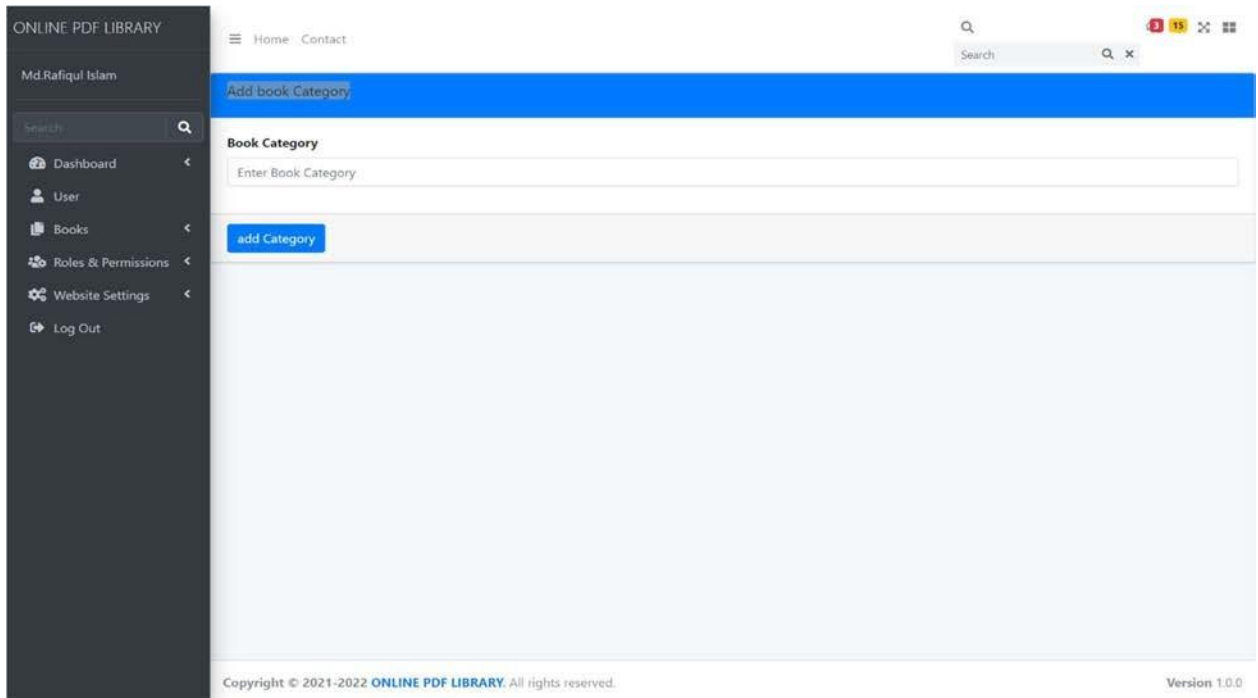 ONLINE PDF LIBRARY
Md.Rafiqul Islam
Search
Dashboard
User
Books
Roles & Permissions
Website Settings
Log Out
Home Contact
3 15
Search
Add book Category
Book Category
Enter Book Category
add Category
Copyright © 2021-2022 ONLINE PDF LIBRARY. All rights reserved.
Version 1.0.0